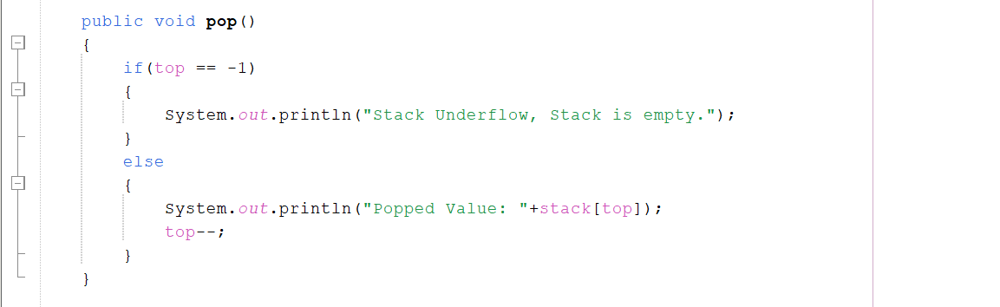 public void pop()
{
if(top == -1)
{
System.out.println("Stack Underflow, Stack is empty.");
}
else
{
System.out.println("Popped Value: "+stack[top]);
top--;
}
}